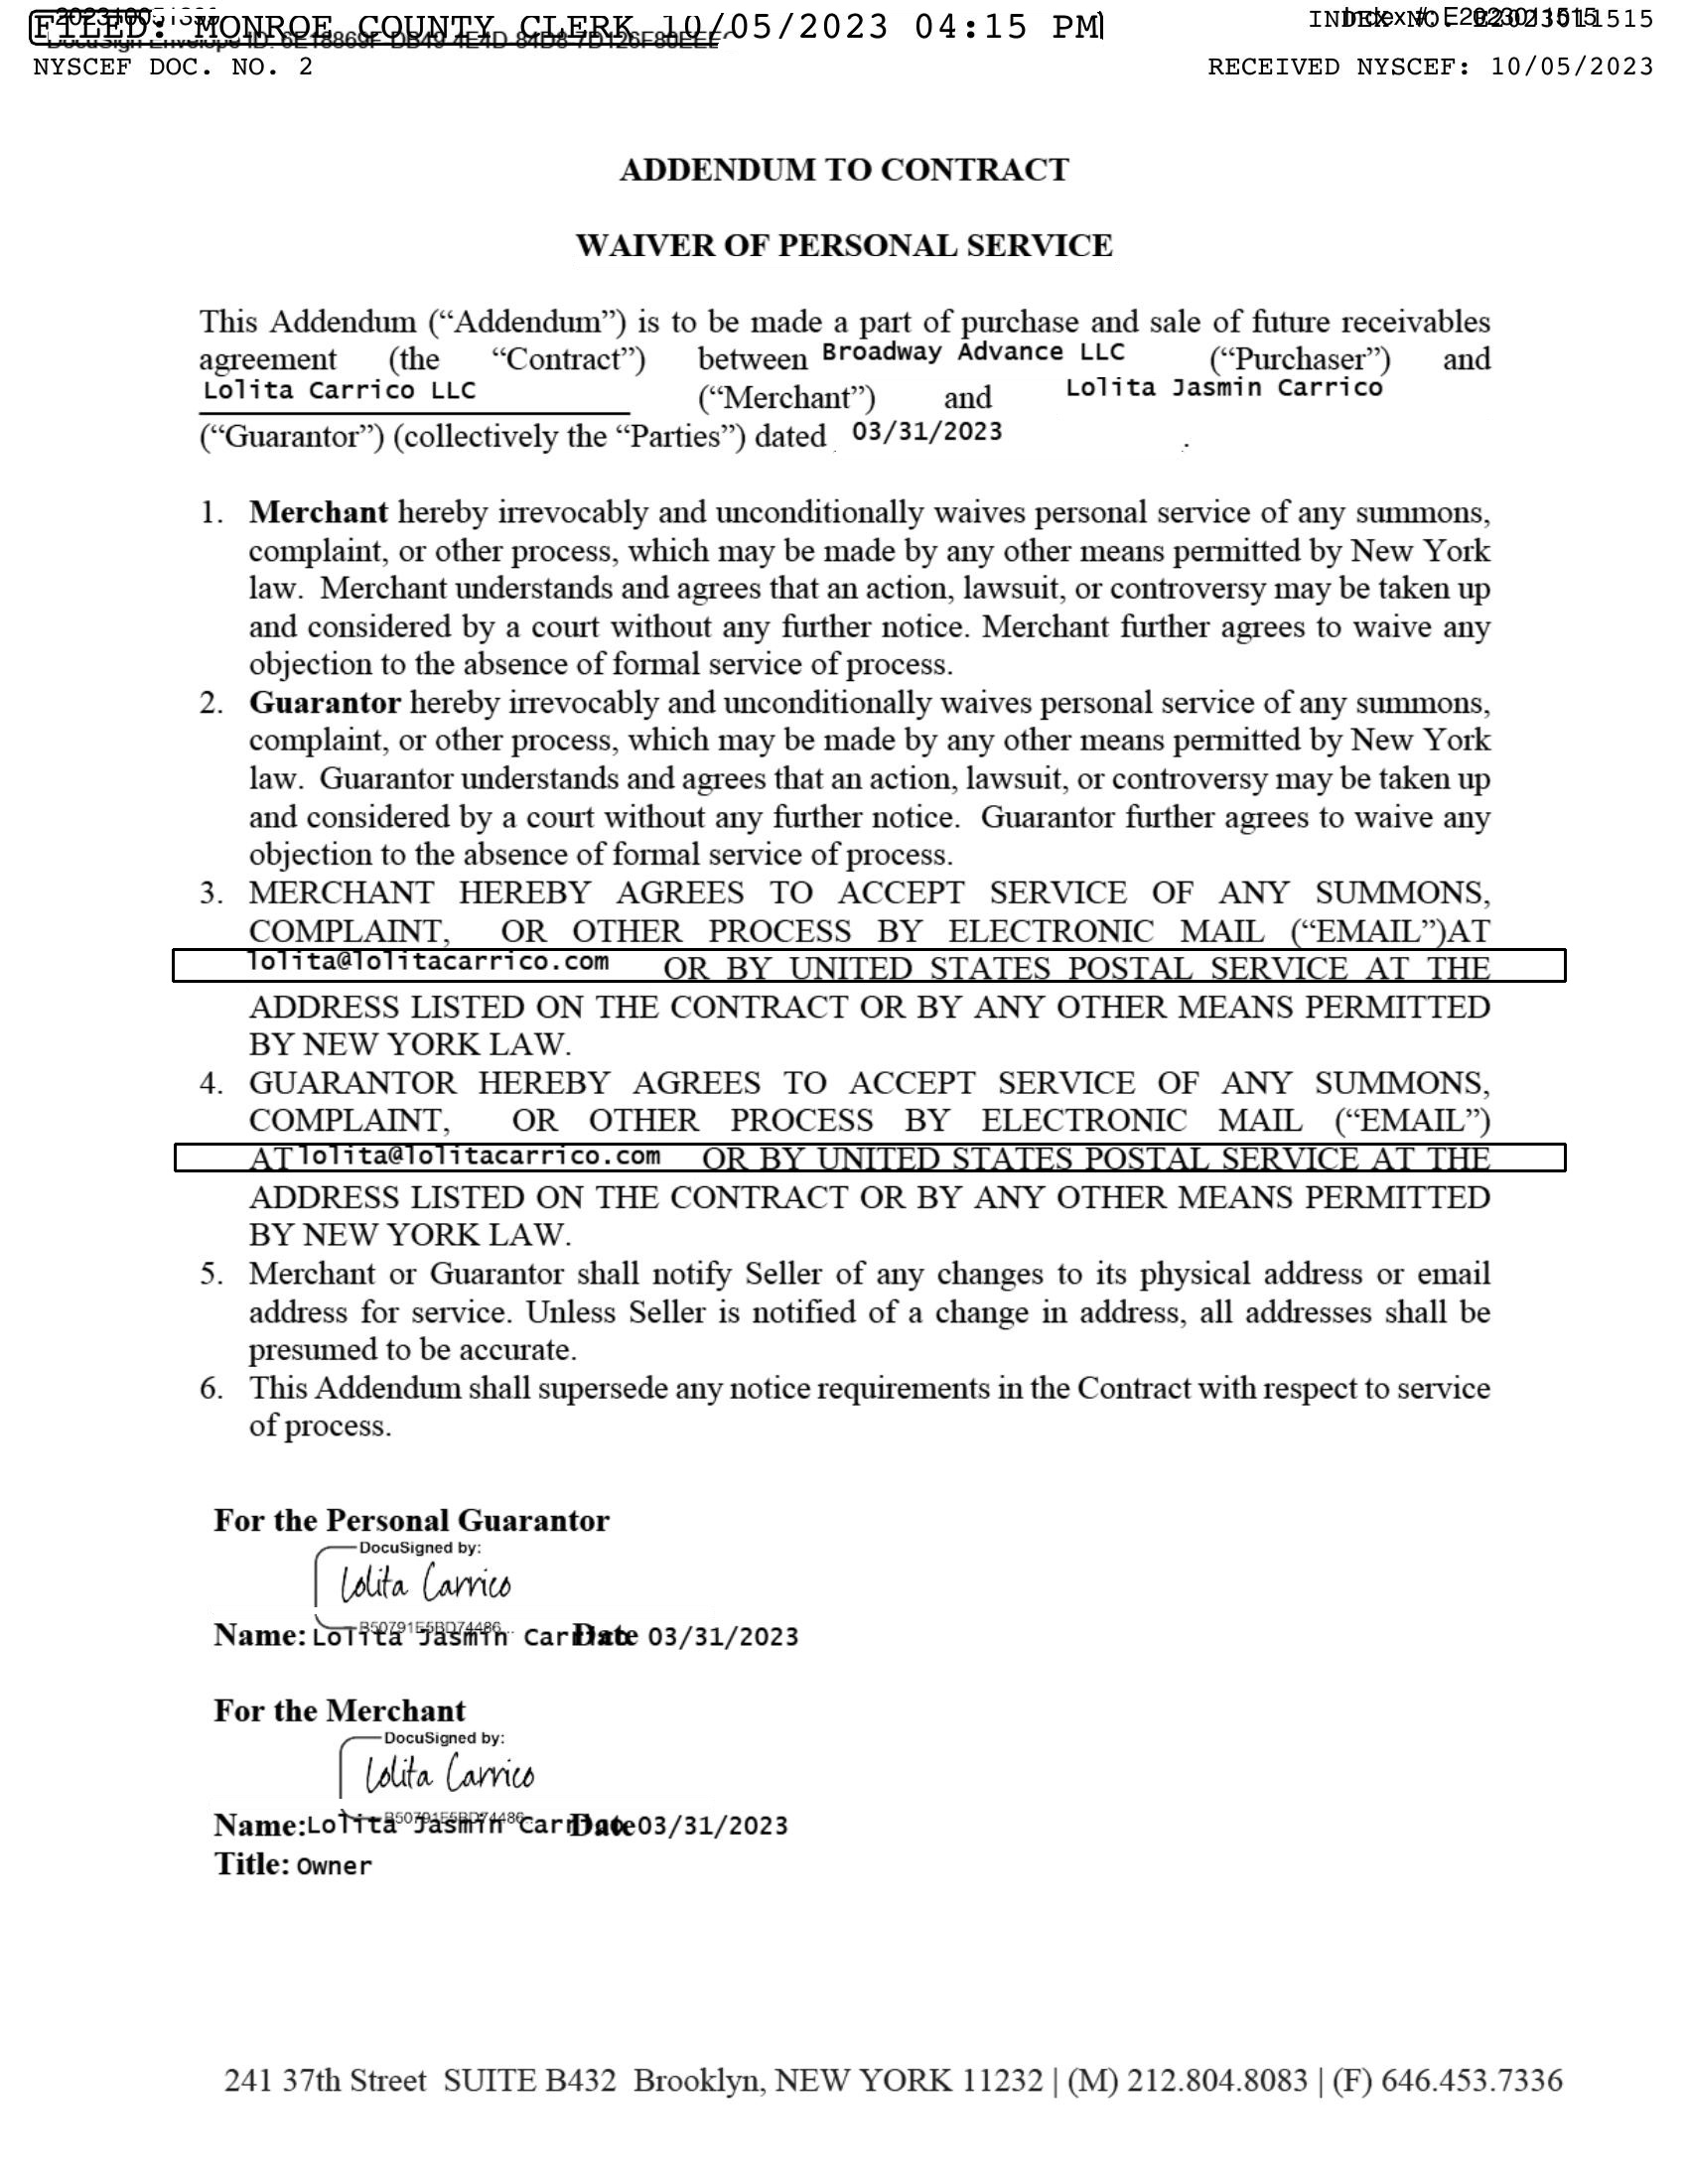 FILED: MONROE COUNTY CLERK 10/05/2023 04:15 PM
INDEX NO. E2023011515
NYSCEF DOC. NO. 2
RECEIVED NYSCEF: 10/05/2023
ADDENDUM TO CONTRACT
WAIVER OF PERSONAL SERVICE
This Addendum (“Addendum”) is to be made a part of purchase and sale of future receivables
agreement (the “Contract”) between Broadway Advance LLC (“Purchaser”) and
Lolita Carrico LLC (“Merchant”) and Lolita Jasmin Carrico
(“Guarantor”) (collectively the “Parties”) dated 03/31/2023 .
1. Merchant hereby irrevocably and unconditionally waives personal service of any summons,
complaint, or other process, which may be made by any other means permitted by New York
law. Merchant understands and agrees that an action, lawsuit, or controversy may be taken up
and considered by a court without any further notice. Merchant further agrees to waive any
objection to the absence of formal service of process.
2. Guarantor hereby irrevocably and unconditionally waives personal service of any summons,
complaint, or other process, which may be made by any other means permitted by New York
law. Guarantor understands and agrees that an action, lawsuit, or controversy may be taken up
and considered by a court without any further notice. Guarantor further agrees to waive any
objection to the absence of formal service of process.
3. MERCHANT HEREBY AGREES TO ACCEPT SERVICE OF ANY SUMMONS,
COMPLAINT, OR OTHER PROCESS BY ELECTRONIC MAIL (“EMAIL”)AT
lolita@lolitacarrico.com OR BY UNITED STATES POSTAL SERVICE AT THE
ADDRESS LISTED ON THE CONTRACT OR BY ANY OTHER MEANS PERMITTED
BY NEW YORK LAW.
4. GUARANTOR HEREBY AGREES TO ACCEPT SERVICE OF ANY SUMMONS,
COMPLAINT, OR OTHER PROCESS BY ELECTRONIC MAIL (“EMAIL”)
AT lolita@lolitacarrico.com OR BY UNITED STATES POSTAL SERVICE AT THE
ADDRESS LISTED ON THE CONTRACT OR BY ANY OTHER MEANS PERMITTED
BY NEW YORK LAW.
5. Merchant or Guarantor shall notify Seller of any changes to its physical address or email
address for service. Unless Seller is notified of a change in address, all addresses shall be
presumed to be accurate.
6. This Addendum shall supersede any notice requirements in the Contract with respect to service
of process.
For the Personal Guarantor
DocuSigned by:
Lolita Carrico
B50791E5BD74486...
Name: Lolita Jasmin Carrico Date 03/31/2023
For the Merchant
DocuSigned by:
Lolita Carrico
B50791E5BD74486...
Name: Lolita Jasmin Carrico Date 03/31/2023
Title: Owner
241 37th Street SUITE B432 Brooklyn, NEW YORK 11232 | (M) 212.804.8083 | (F) 646.453.7336